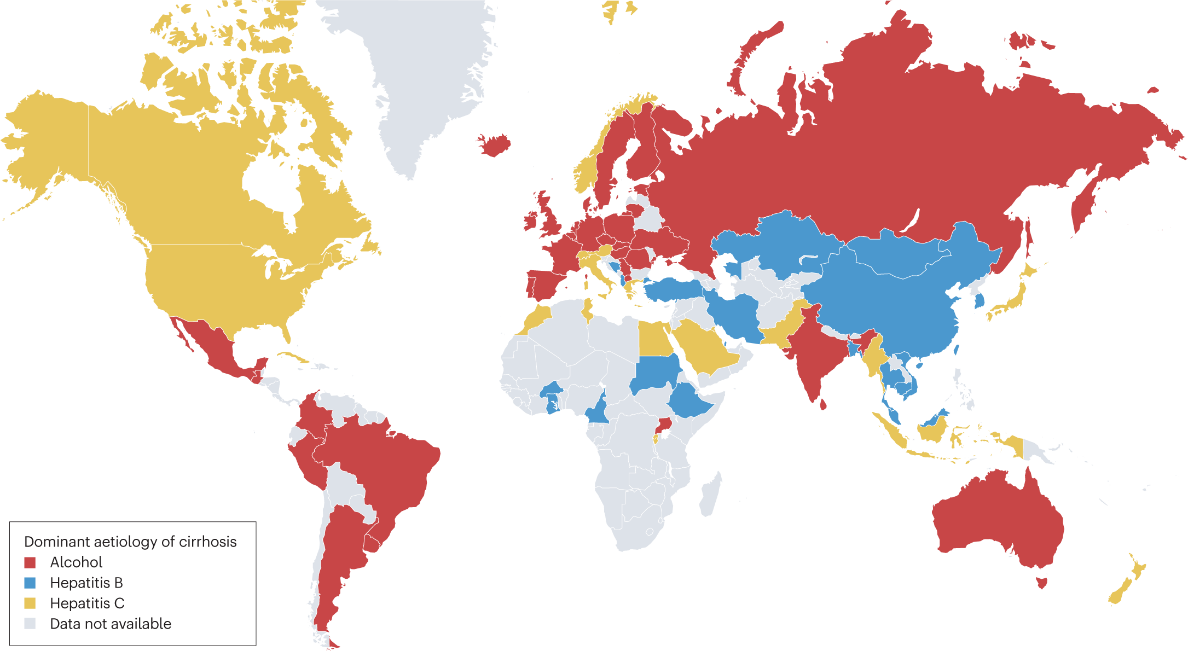 Dominant aetiology of cirrhosis
Alcohol
Hepatitis B
Hepatitis C
Data not available